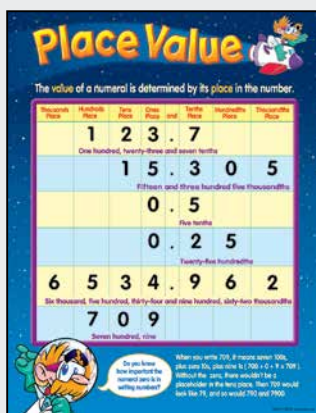 Place Value
The value of a numeral is determined by its place in the number.
Thousands Place Hundreds Place Tens Place Ones Place and Tenths Place Hundredths Place Thousandths Place
1 2 3 . 7
One hundred, twenty-three and seven tenths
1 5 . 3 0 5
Fifteen and three hundred five thousandths
0 . 5
Five tenths
0 . 2 5
Twenty-five hundredths
6 5 3 4 . 9 6 2
Six thousand, five hundred, thirty-four and nine hundred, sixty-two thousandths
7 0 9
Seven hundred, nine
Do you know
how important the
numeral zero is in
writing numbers?
When you write 709, it means seven 100s,
plus zero 10s, plus nine 1s ( 700 + 0 + 9 = 709 ).
Without the zero, there wouldn't be a
placeholder in the tens place. Then 709 would
look like 79, and so would 790 and 7900.